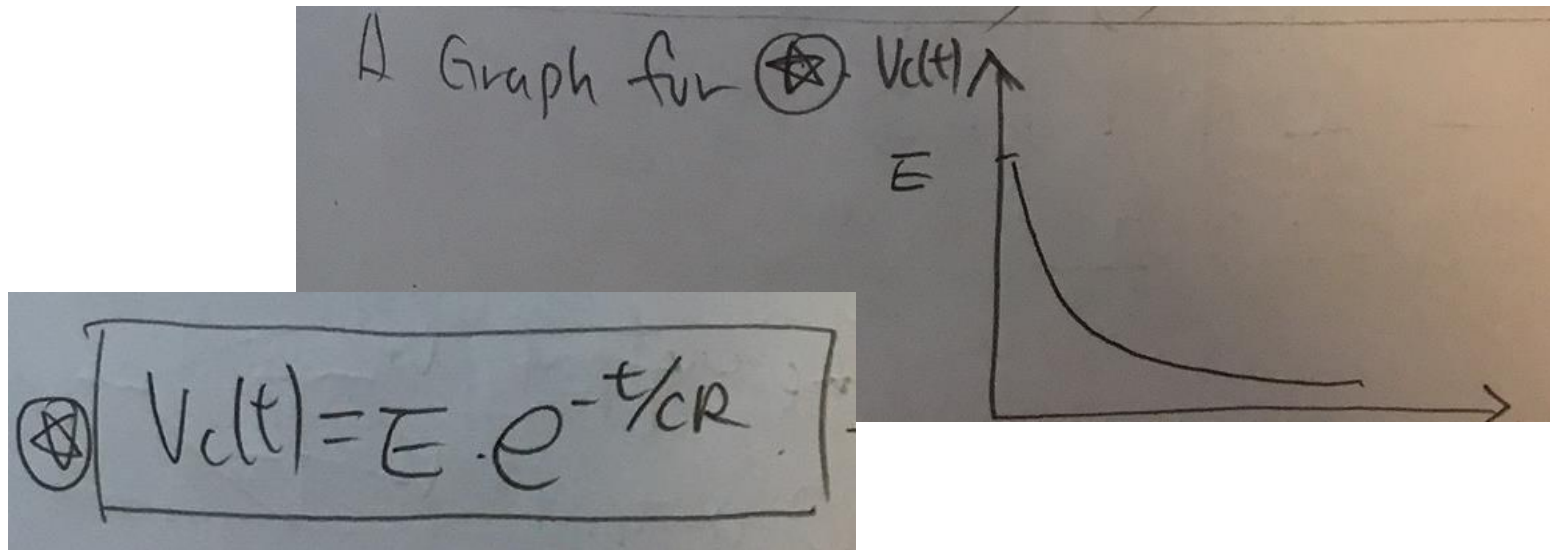 A Graph for ☆ Vc(t)
E
☆ Vc(t) = E · e^{-t/CR}